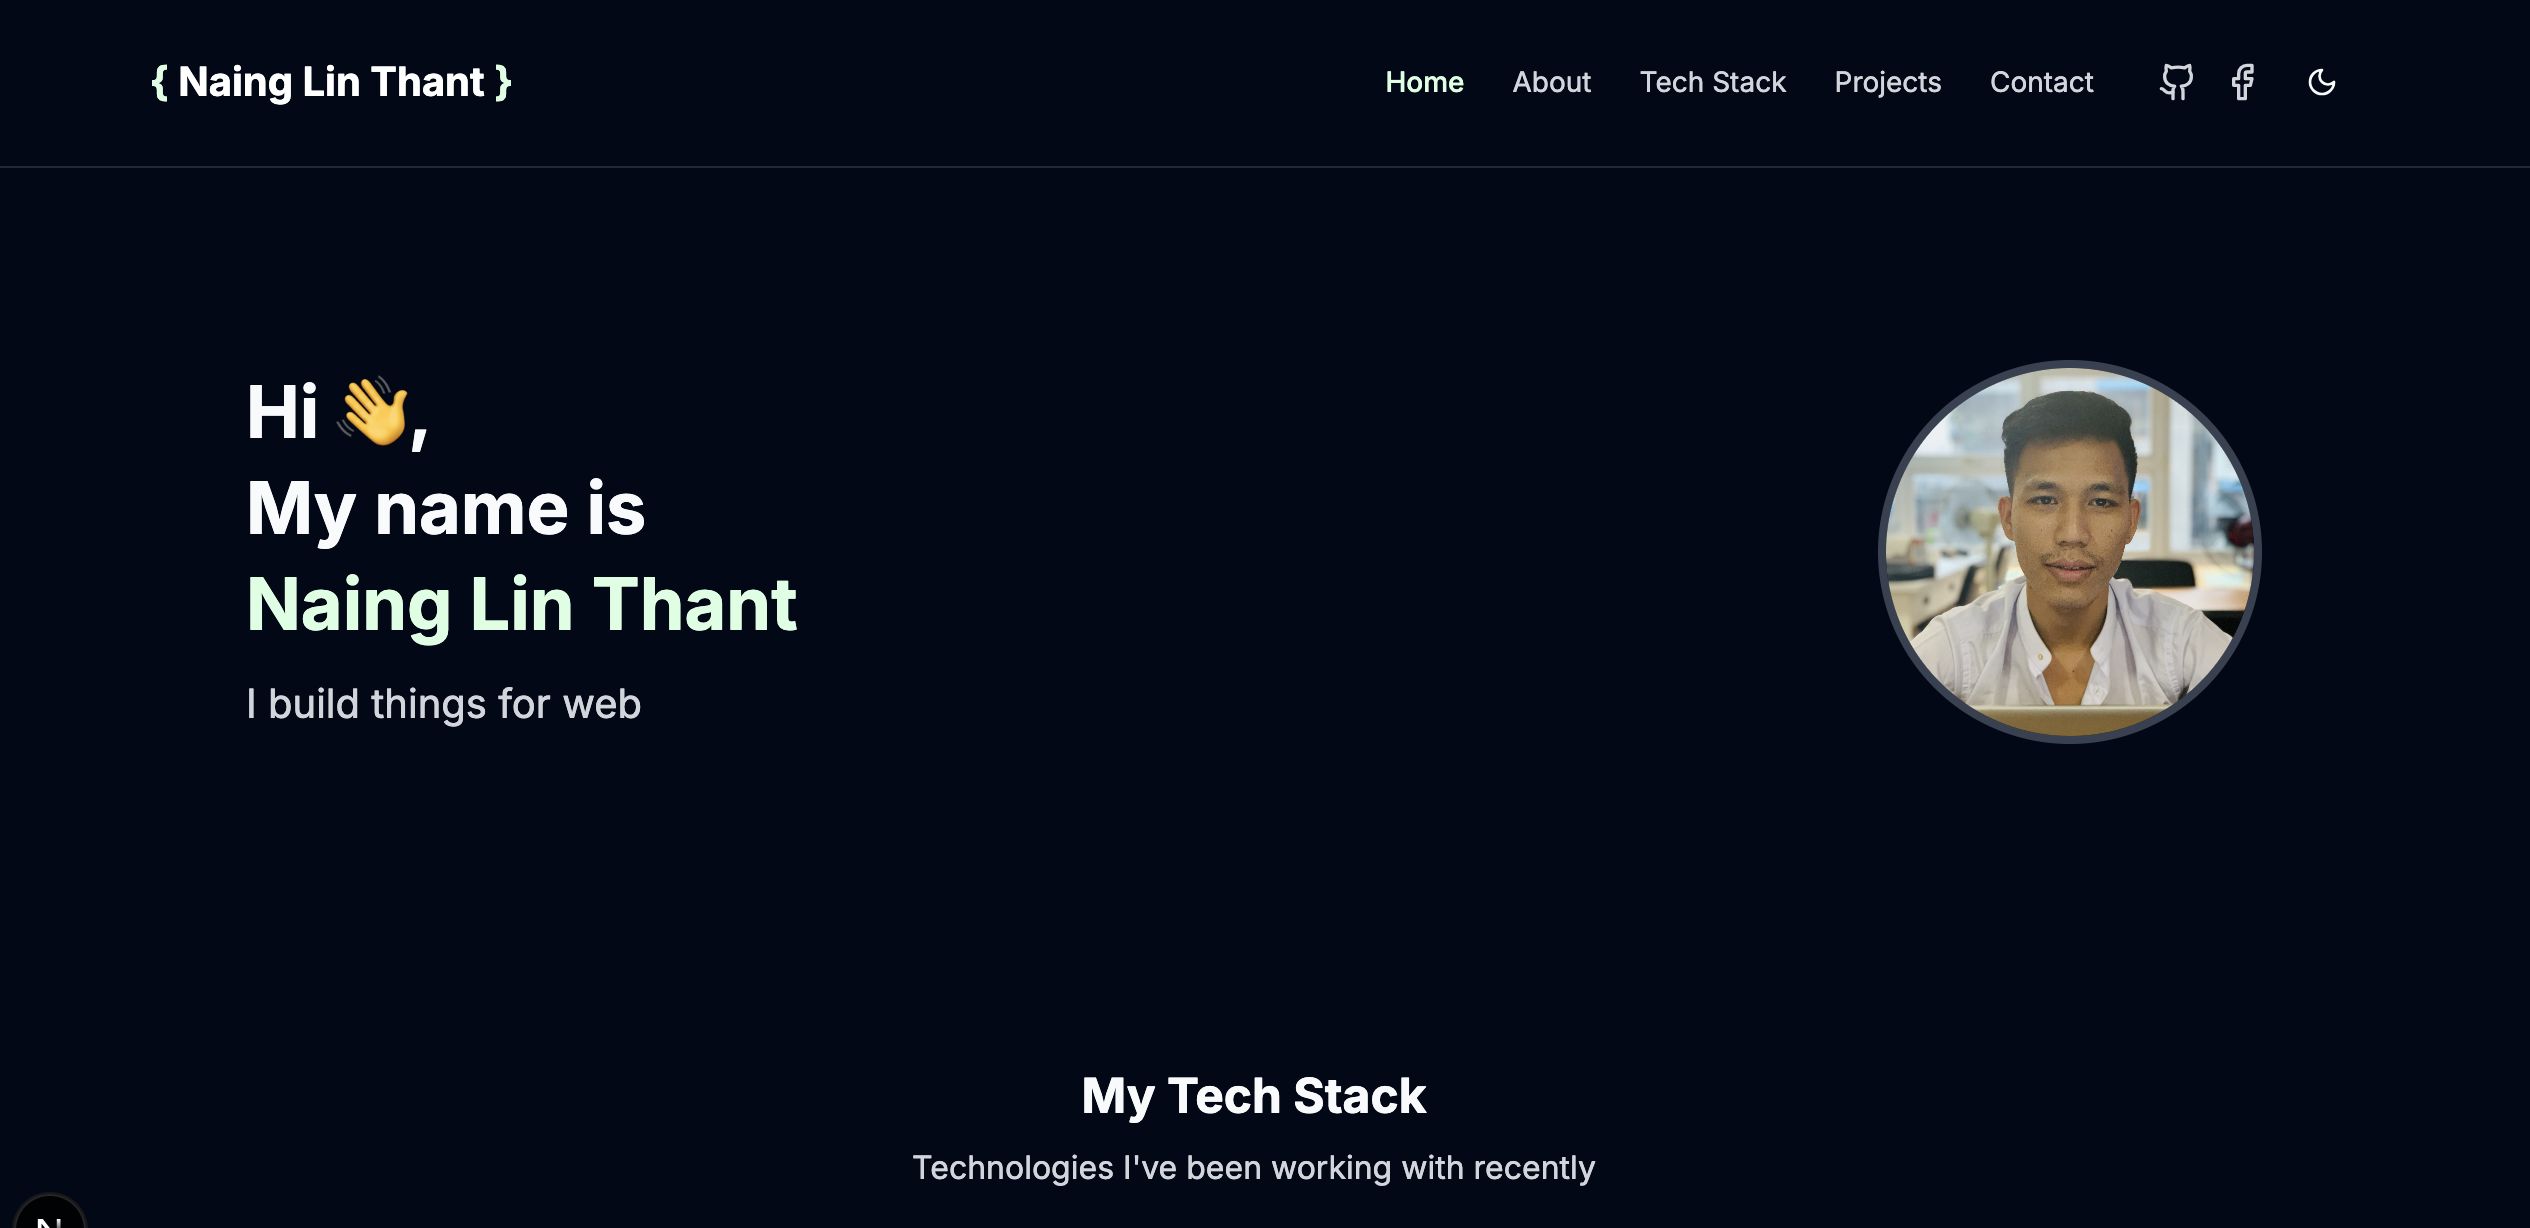 { Naing Lin Thant }
Home About Tech Stack Projects Contact
Hi 👋,
My name is
Naing Lin Thant
I build things for web
My Tech Stack
Technologies I've been working with recently
N